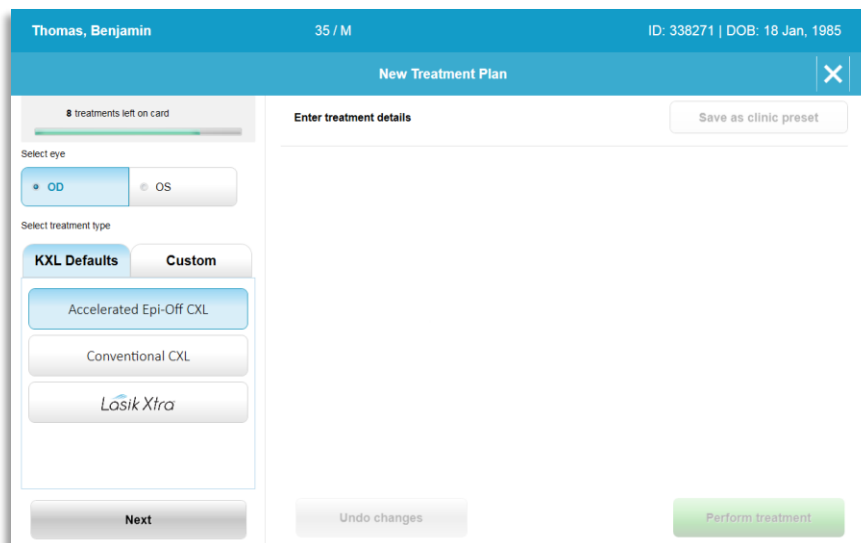 Thomas, Benjamin 35 / M ID: 338271 | DOB: 18 Jan, 1985
New Treatment Plan
8 treatments left on card
Enter treatment details
Save as clinic preset
Select eye
OD OS
Select treatment type
KXL Defaults Custom
Accelerated Epi-Off CXL
Conventional CXL
Lasik Xtra
Next
Undo changes
Perform treatment